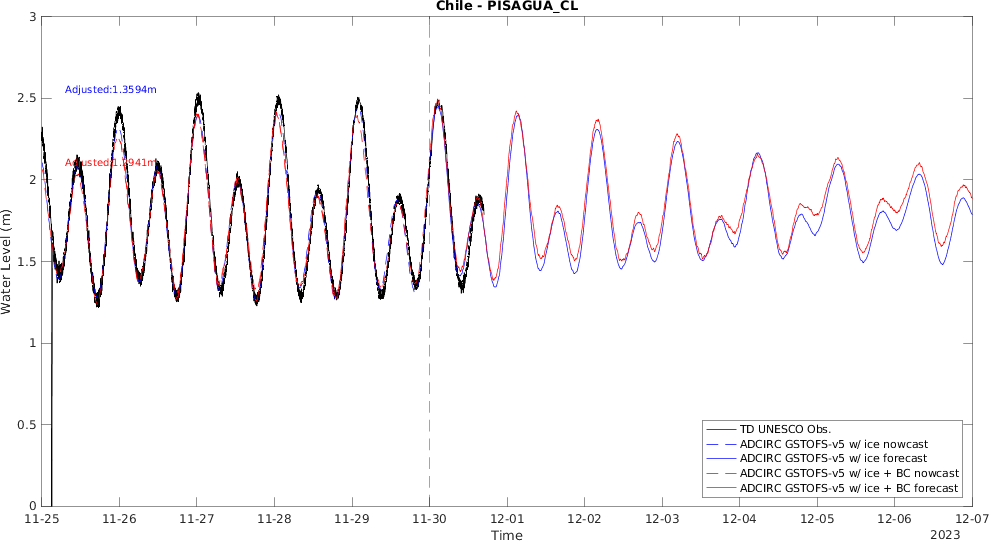 Chile - PISAGUA_CL
3
2.5
2
1.5
1
0.5
0
Water Level (m)
Adjusted:1.3594m
TD UNESCO Obs.
ADCIRC GSTOFS-v5 w/ ice nowcast
ADCIRC GSTOFS-v5 w/ ice forecast
ADCIRC GSTOFS-v5 w/ ice + BC nowcast
ADCIRC GSTOFS-v5 w/ ice + BC forecast
11-25 11-26 11-27 11-28 11-29 11-30 12-01 12-02 12-03 12-04 12-05 12-06 12-07
Time
2023